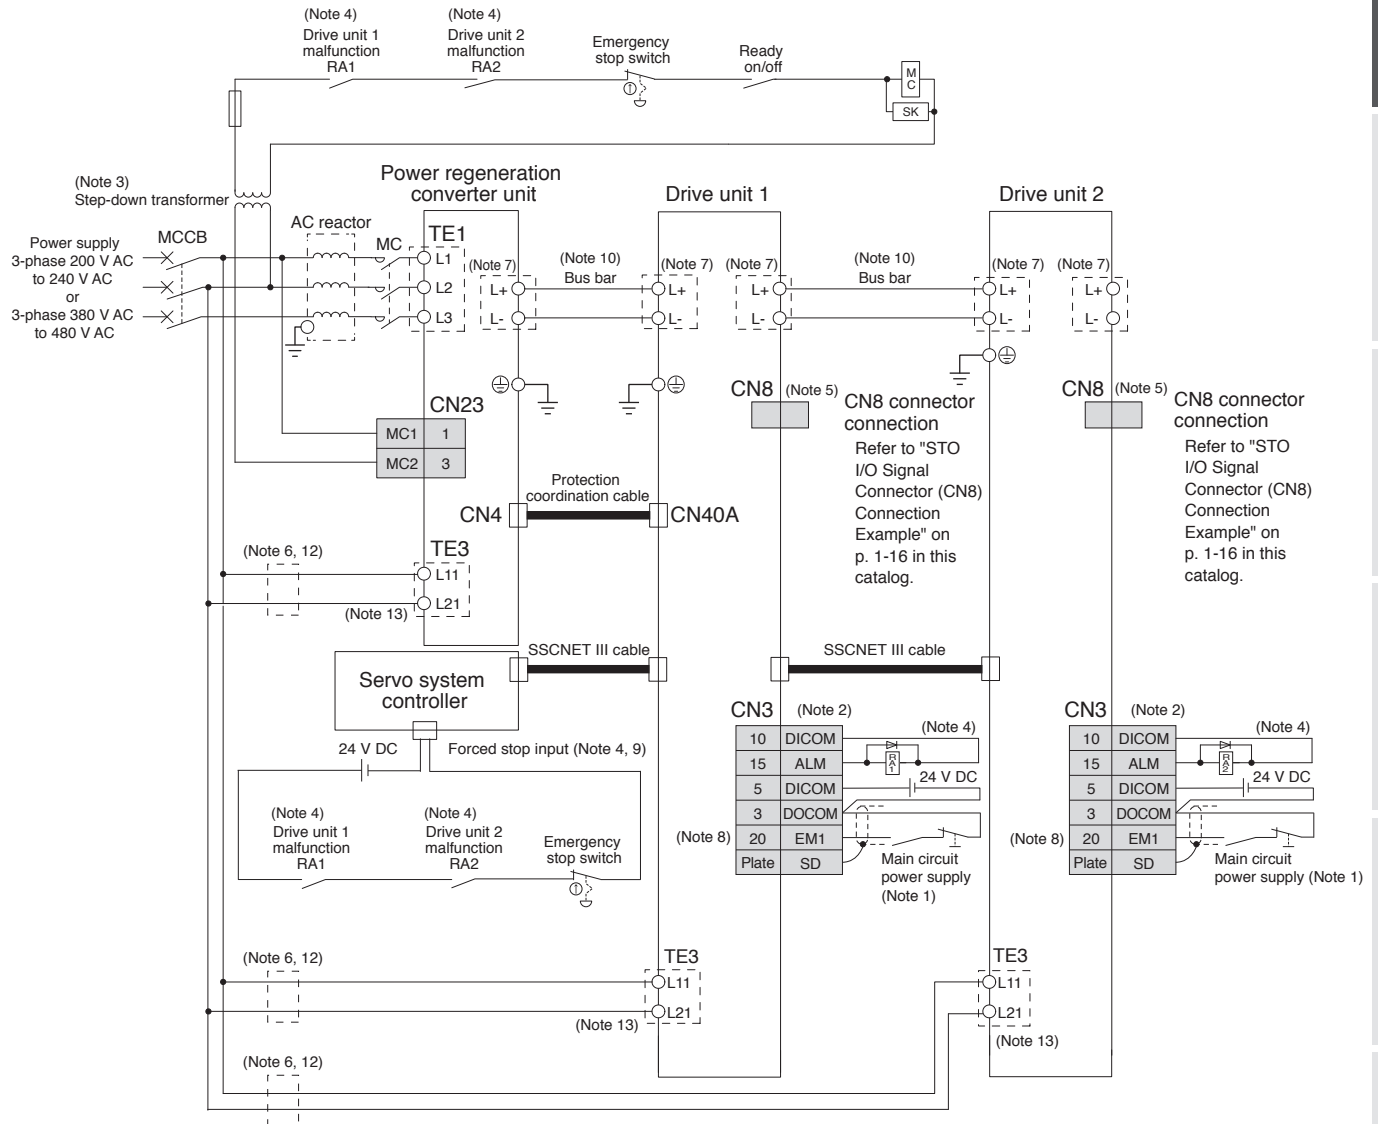 (Note 4)
Drive unit 1
malfunction
RA1
(Note 4)
Drive unit 2
malfunction
RA2
Emergency
stop switch
Ready
on/off
MC
SK
(Note 3)
Step-down transformer
Power regeneration
converter unit
Drive unit 1
Drive unit 2
Power supply
3-phase 200 V AC
to 240 V AC
or
3-phase 380 V AC
to 480 V AC
MCCB
AC reactor
MC
TE1
L1
L2
L3
(Note 7)
L+
L-
(Note 10)
Bus bar
(Note 7)
L+
L-
(Note 7)
L+
L-
(Note 10)
Bus bar
(Note 7)
L+
L-
(Note 7)
L+
L-
CN23
MC1 1
MC2 3
CN8 (Note 5)
CN8 connector
connection
Refer to "STO
I/O Signal
Connector (CN8)
Connection
Example" on
p. 1-16 in this
catalog.
CN8 (Note 5)
CN8 connector
connection
Refer to "STO
I/O Signal
Connector (CN8)
Connection
Example" on
p. 1-16 in this
catalog.
Protection
coordination cable
CN4
CN40A
(Note 6, 12)
TE3
L11
L21
(Note 13)
Servo system
controller
SSCNET III cable
SSCNET III cable
24 V DC
Forced stop input (Note 4, 9)
(Note 4)
Drive unit 1
malfunction
RA1
(Note 4)
Drive unit 2
malfunction
RA2
Emergency
stop switch
CN3 (Note 2)
10 DICOM
15 ALM
5 DICOM
3 DOCOM
20 EM1
Plate SD
(Note 8)
(Note 4)
RA1
24 V DC
Main circuit
power supply
(Note 1)
CN3 (Note 2)
10 DICOM
15 ALM
5 DICOM
3 DOCOM
20 EM1
Plate SD
(Note 8)
(Note 4)
RA2
24 V DC
Main circuit
power supply (Note 1)
(Note 6, 12)
TE3
L11
L21
(Note 13)
TE3
L11
L21
(Note 13)
(Note 6, 12)